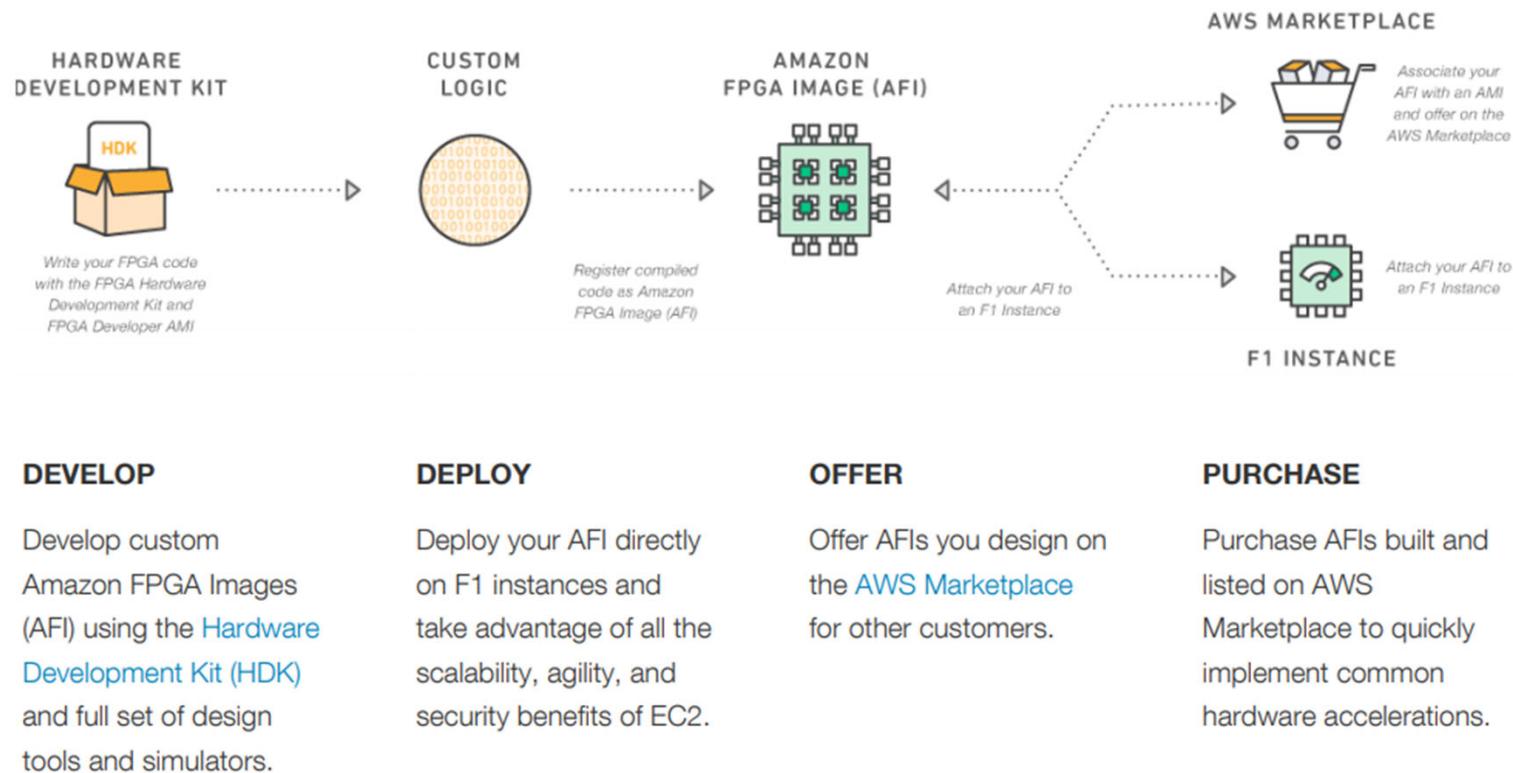 HARDWARE
DEVELOPMENT KIT
HDK
Write your FPGA code
with the FPGA Hardware
Development Kit and
FPGA Developer AMI
CUSTOM
LOGIC
Register compiled
code as Amazon
FPGA Image (AFI)
AMAZON
FPGA IMAGE (AFI)
Attach your AFI to
an F1 Instance
AWS MARKETPLACE
Associate your
AFI with an AMI
and offer on the
AWS Marketplace
Attach your AFI to
an F1 Instance
F1 INSTANCE
DEVELOP
Develop custom
Amazon FPGA Images
(AFI) using the Hardware
Development Kit (HDK)
and full set of design
tools and simulators.
DEPLOY
Deploy your AFI directly
on F1 instances and
take advantage of all the
scalability, agility, and
security benefits of EC2.
OFFER
Offer AFIs you design on
the AWS Marketplace
for other customers.
PURCHASE
Purchase AFIs built and
listed on AWS
Marketplace to quickly
implement common
hardware accelerations.